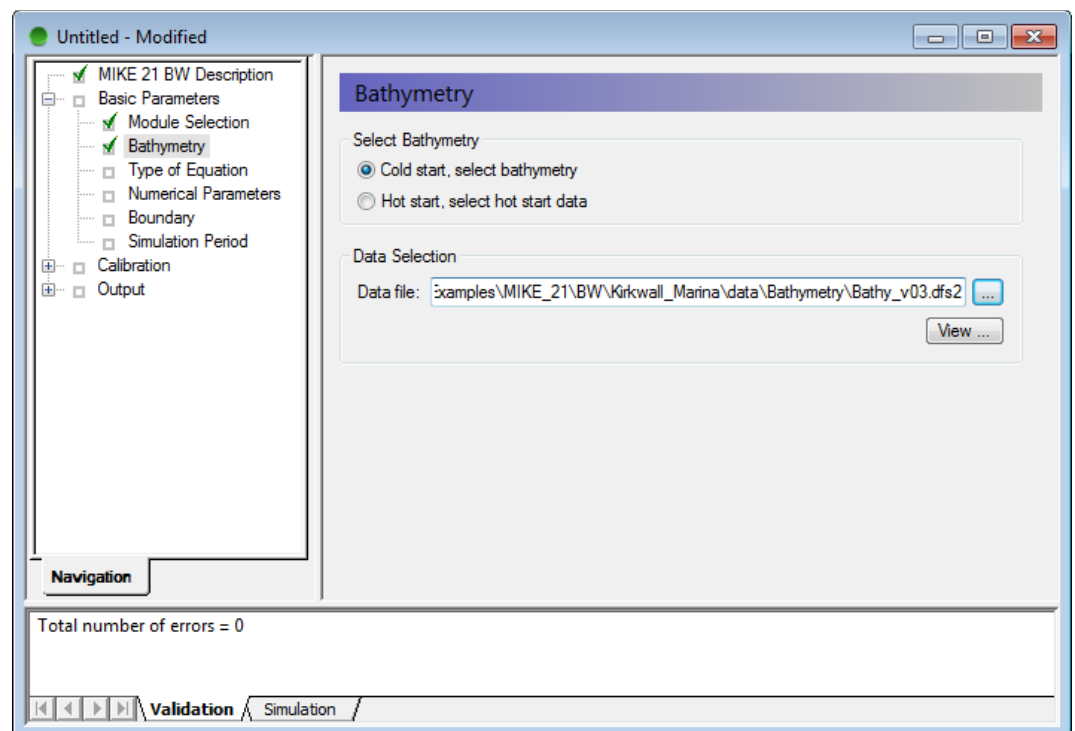 Untitled - Modified
MIKE 21 BW Description
Basic Parameters
Module Selection
Bathymetry
Type of Equation
Numerical Parameters
Boundary
Simulation Period
Calibration
Output
Navigation
Bathymetry
Select Bathymetry
Cold start, select bathymetry
Hot start, select hot start data
Data Selection
Data file: Examples\MIKE_21\BW\Kirkwall_Marina\data\Bathymetry\Bathy_v03.dfs2 ...
View ...
Total number of errors = 0
Validation Simulation